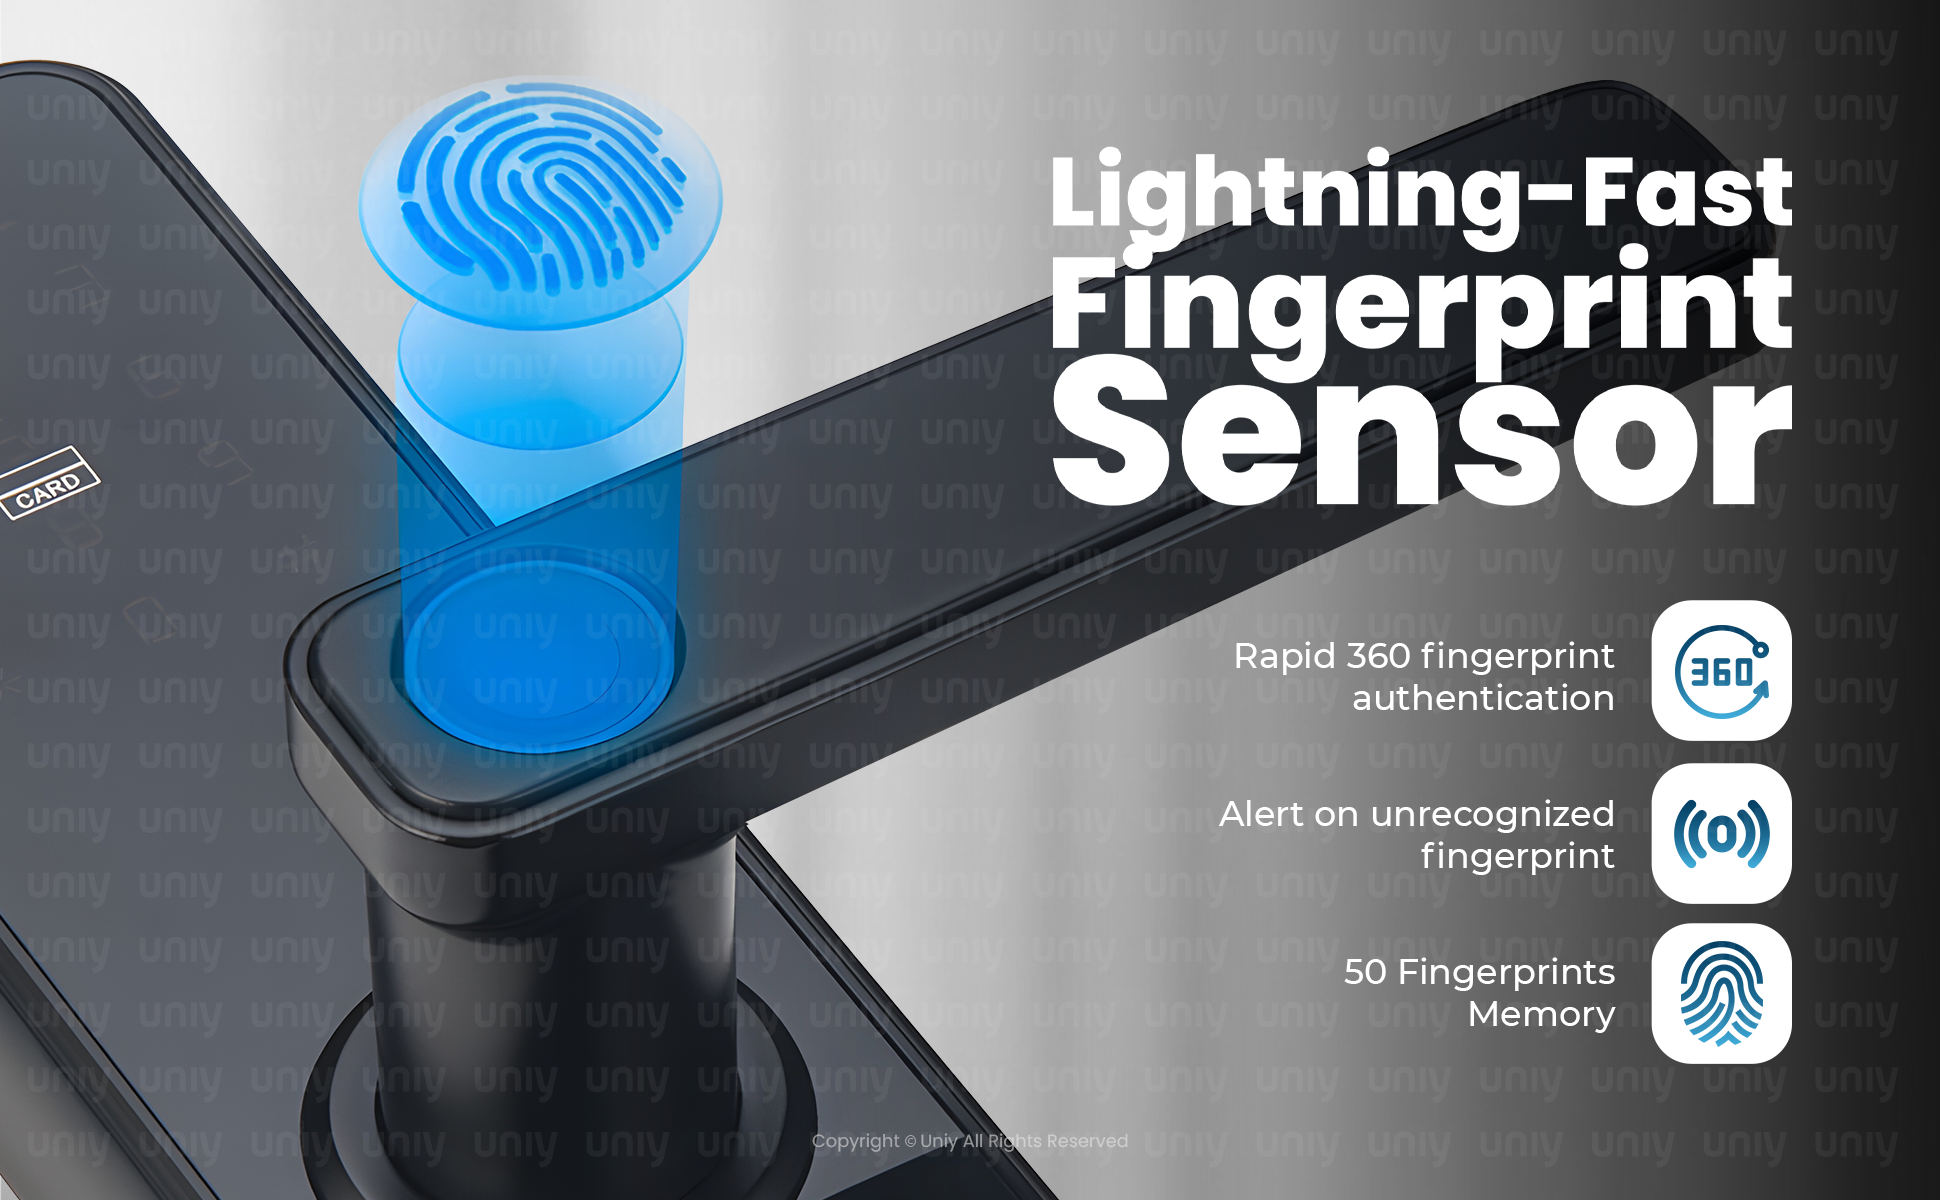 Lightning-Fast
Fingerprint
Sensor
CARD
Rapid 360 fingerprint
authentication
360
Alert on unrecognized
fingerprint
50 Fingerprints
Memory
Copyright © Uniy All Rights Reserved
uniy